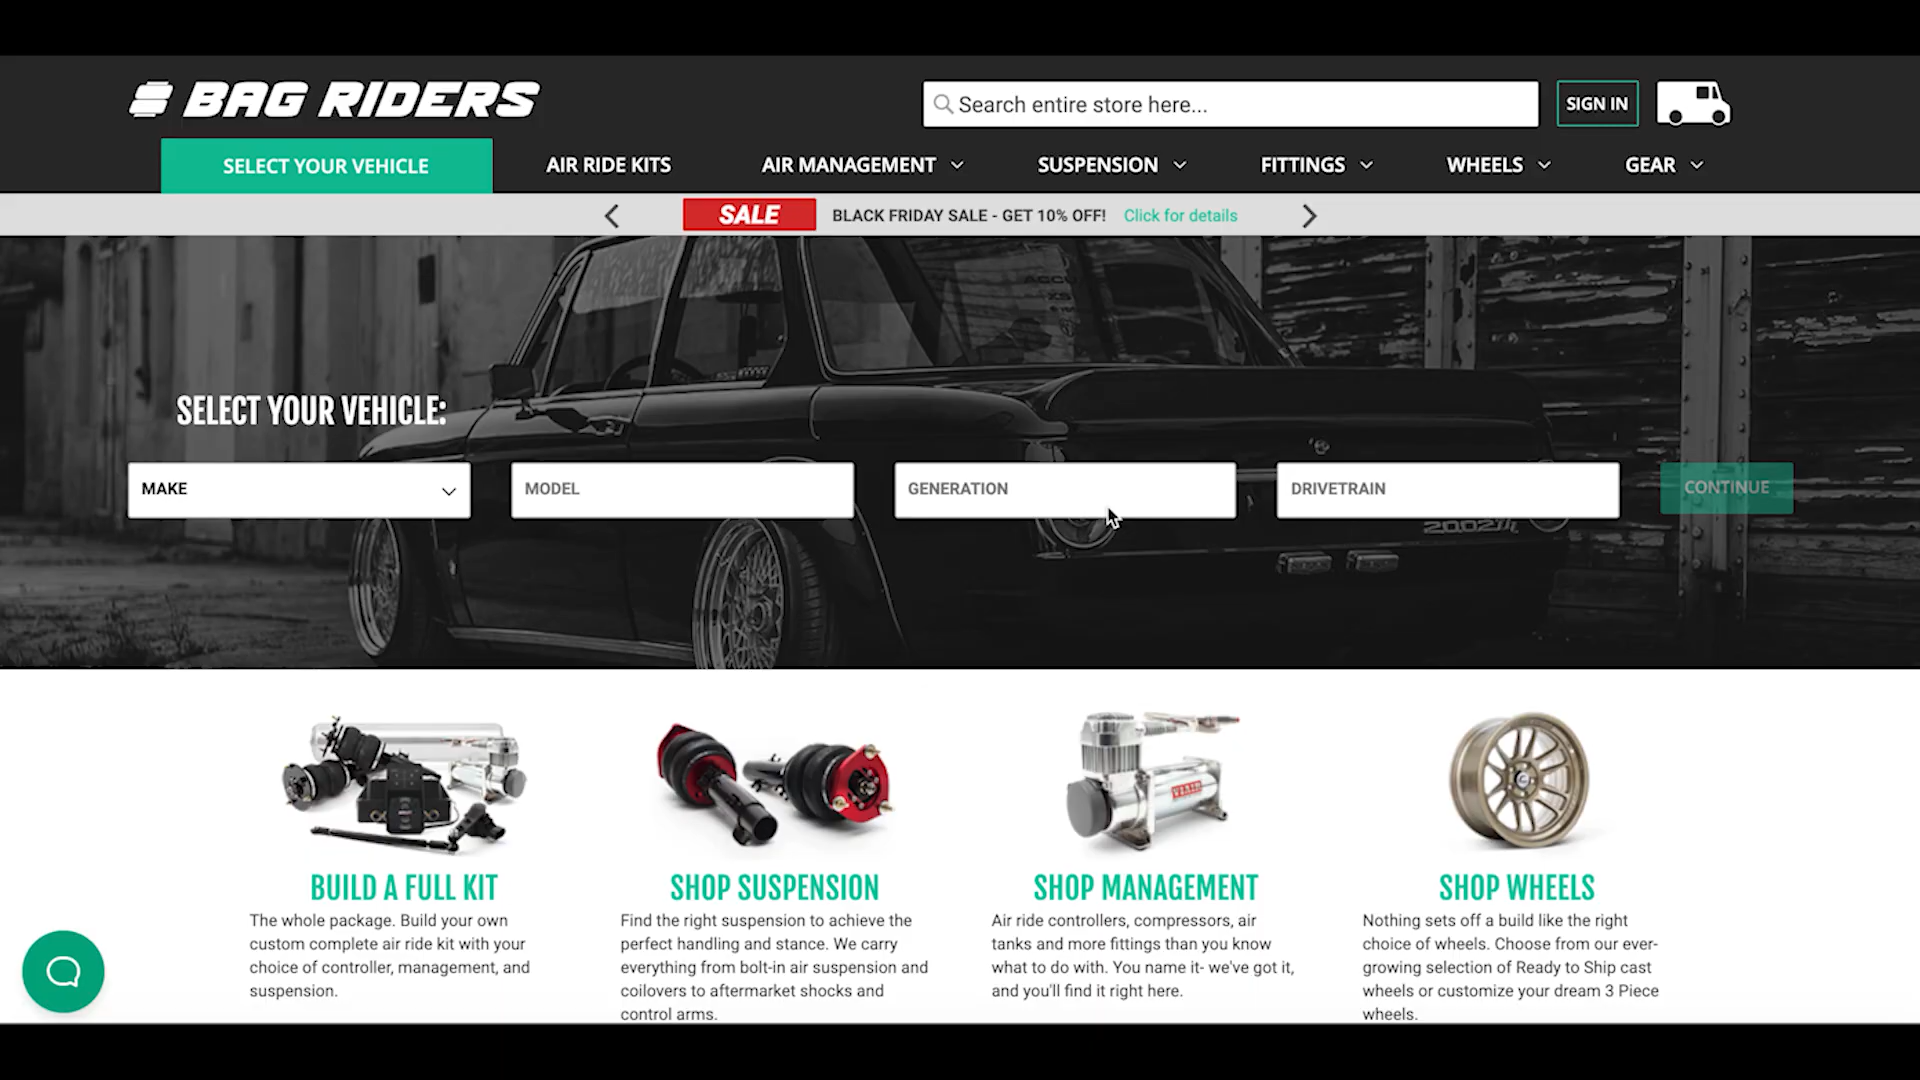 BAG RIDERS
Search entire store here...
SIGN IN
SELECT YOUR VEHICLE
AIR RIDE KITS
AIR MANAGEMENT
SUSPENSION
FITTINGS
WHEELS
GEAR
SALE
BLACK FRIDAY SALE - GET 10% OFF! Click for details
SELECT YOUR VEHICLE:
MAKE
MODEL
GENERATION
DRIVETRAIN
CONTINUE
BUILD A FULL KIT
The whole package. Build your own
custom complete air ride kit with your
choice of controller, management, and
suspension.
SHOP SUSPENSION
Find the right suspension to achieve the
perfect handling and stance. We carry
everything from bolt-in air suspension and
coilovers to aftermarket shocks and
control arms.
VIAIR
SHOP MANAGEMENT
Air ride controllers, compressors, air
tanks and more fittings than you know
what to do with. You name it- we've got it,
and you'll find it right here.
SHOP WHEELS
Nothing sets off a build like the right
choice of wheels. Choose from our ever-
growing selection of Ready to Ship cast
wheels or customize your dream 3 Piece
wheels.